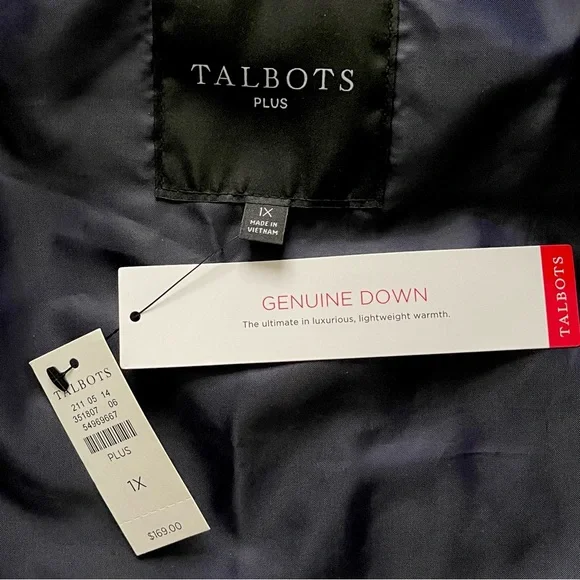 TALBOTS
PLUS
1X
MADE IN
VIETNAM
GENUINE DOWN
The ultimate in luxurious, lightweight warmth.
TALBOTS
TALBOTS
211 05 14
351807 06
54969667
PLUS
1X
$169.00